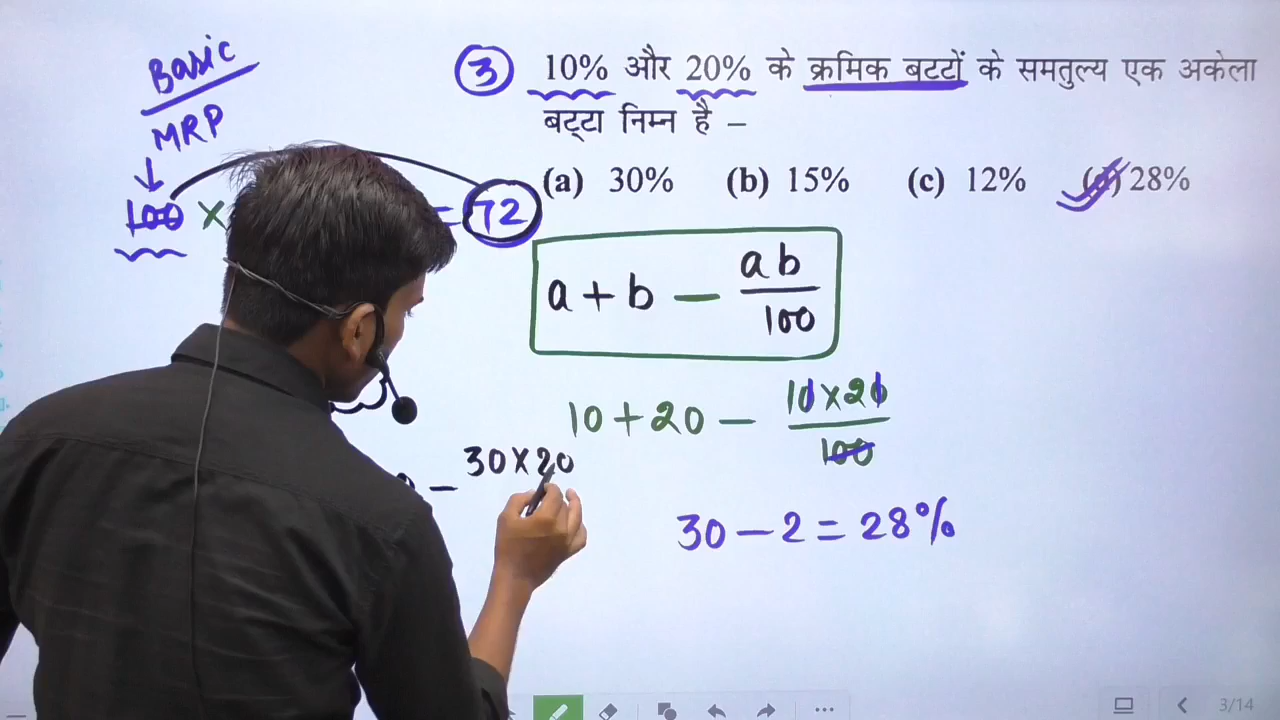 Basic
MRP
100 × = 72
③ 10% और 20% के क्रमिक बटटों के समतुल्य एक अकेला
बट्टा निम्न है –
(a) 30% (b) 15% (c) 12% (d) 28%
a + b - ab/100
10 + 20 - 10×20/100
- 30×20
30 - 2 = 28%
3/14